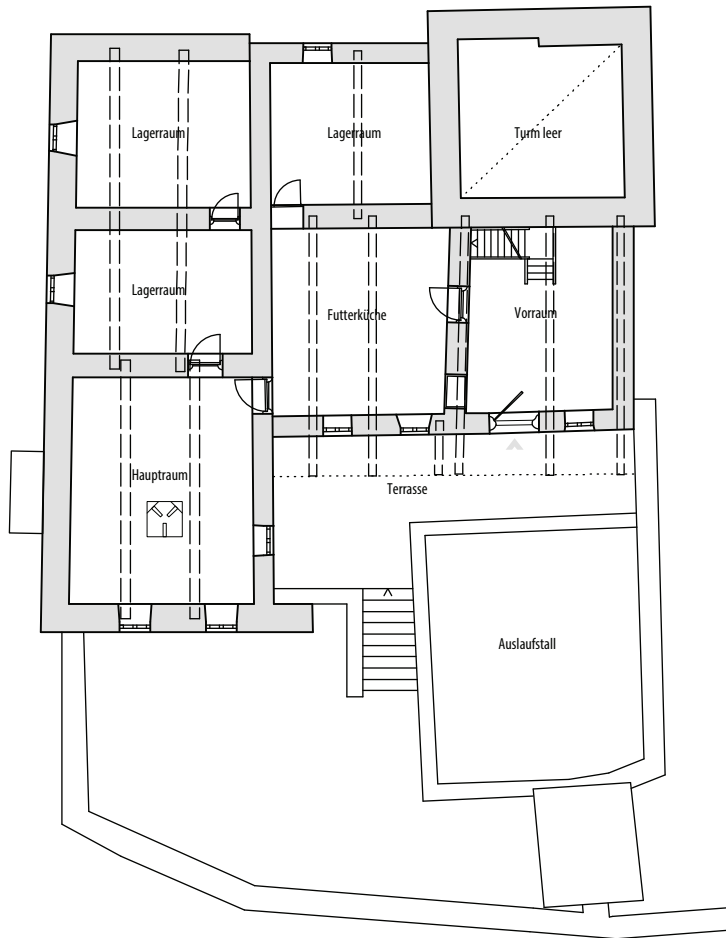 Lagerraum
Lagerraum
Turm leer
Lagerraum
Futterküche
Vorraum
Hauptraum
Terrasse
Auslaufstall